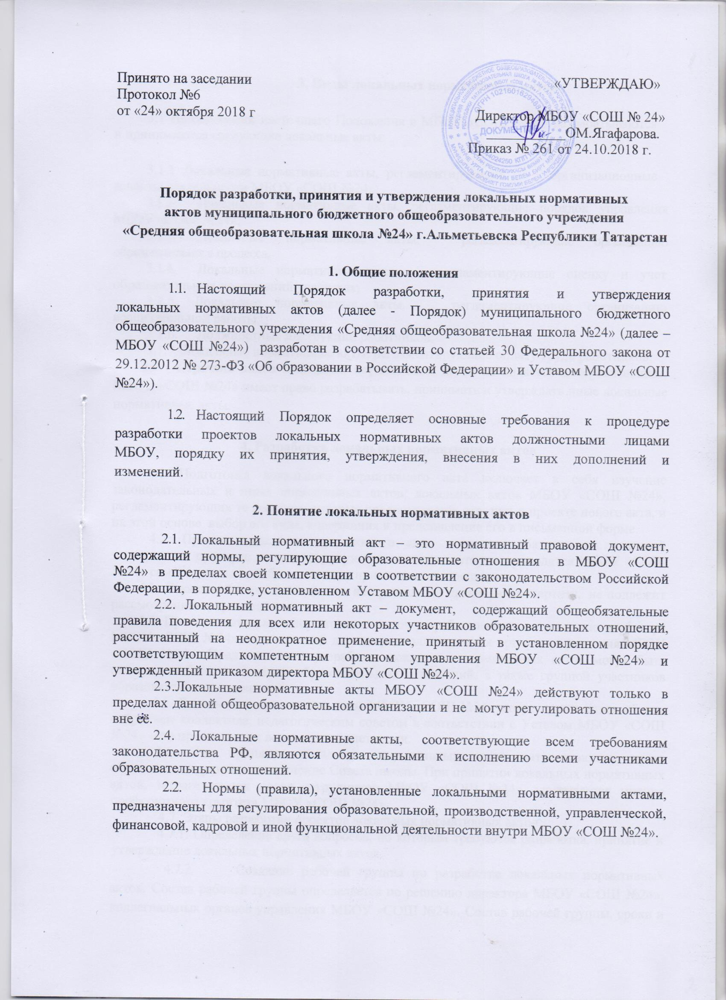 Принято на заседании
Протокол №6
от «24» октября 2018 г
«УТВЕРЖДАЮ»
Директор МБОУ «СОШ № 24»
____________ОМ.Ягафарова.
Приказ № 261 от 24.10.2018 г.
ДЛЯ
ДОКУМЕНТОВ
Порядок разработки, принятия и утверждения локальных нормативных
актов муниципального бюджетного общеобразовательного учреждения
«Средняя общеобразовательная школа №24» г.Альметьевска Республики Татарстан
1. Общие положения
1.1. Настоящий Порядок разработки, принятия и утверждения
локальных нормативных актов (далее - Порядок) муниципального бюджетного
общеобразовательного учреждения «Средняя общеобразовательная школа №24» (далее –
МБОУ «СОШ №24») разработан в соответствии со статьей 30 Федерального закона от
29.12.2012 № 273-ФЗ «Об образовании в Российской Федерации» и Уставом МБОУ «СОШ
№24»).
1.2. Настоящий Порядок определяет основные требования к процедуре
разработки проектов локальных нормативных актов должностными лицами
МБОУ, порядку их принятия, утверждения, внесения в них дополнений и
изменений.
2. Понятие локальных нормативных актов
2.1. Локальный нормативный акт – это нормативный правовой документ,
содержащий нормы, регулирующие образовательные отношения в МБОУ «СОШ
№24» в пределах своей компетенции в соответствии с законодательством Российской
Федерации, в порядке, установленном Уставом МБОУ «СОШ №24».
2.2. Локальный нормативный акт – документ, содержащий общеобязательные
правила поведения для всех или некоторых участников образовательных отношений,
рассчитанный на неоднократное применение, принятый в установленном порядке
соответствующим компетентным органом управления МБОУ «СОШ №24» и
утвержденный приказом директора МБОУ «СОШ №24».
2.3.Локальные нормативные акты МБОУ «СОШ №24» действуют только в
пределах данной общеобразовательной организации и не могут регулировать отношения
вне её.
2.4. Локальные нормативные акты, соответствующие всем требованиям
законодательства РФ, являются обязательными к исполнению всеми участниками
образовательных отношений.
2.2. Нормы (правила), установленные локальными нормативными актами,
предназначены для регулирования образовательной, производственной, управленческой,
финансовой, кадровой и иной функциональной деятельности внутри МБОУ «СОШ №24».